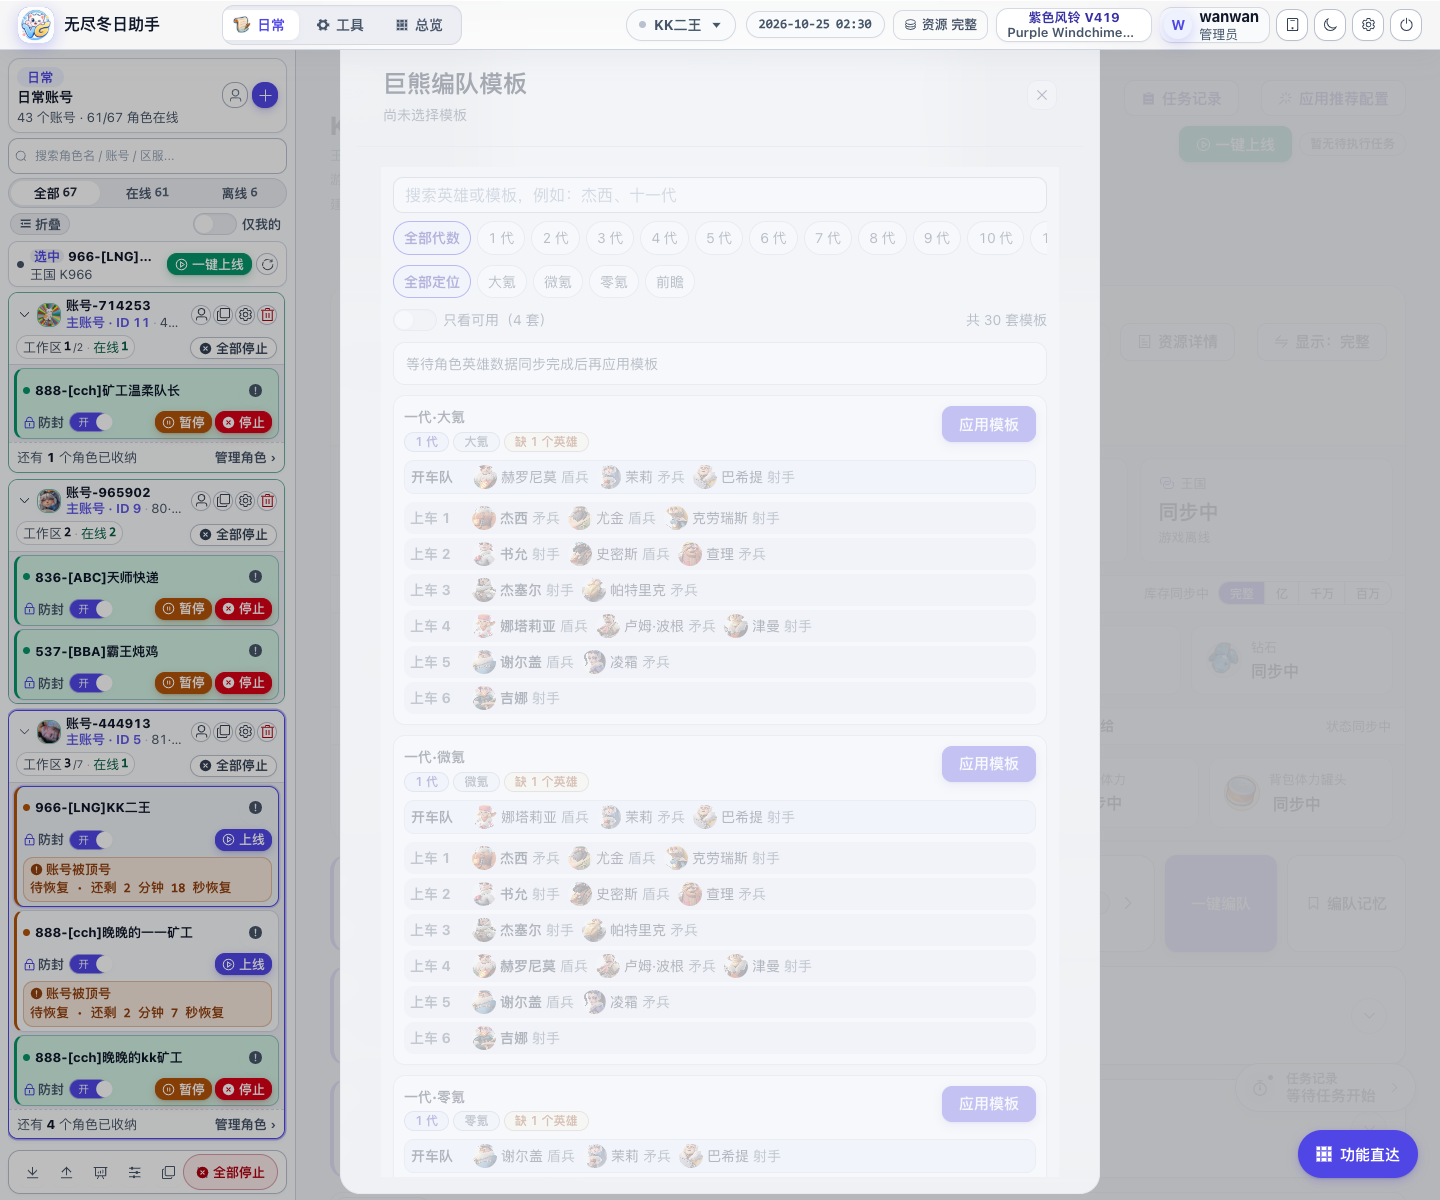 无尽冬日助手
日常
工具
总览
KK二王
2026-10-25 02:30
资源 完整
紫色风铃 V419
Purple Windchime...
W
wanwan
管理员
日常
日常账号
43 个账号 · 61/67 角色在线
搜索角色名 / 账号 / 区服...
全部 67
在线 61
离线 6
折叠
仅我的
选中 966-[LNG]...
王国 K966
一键上线
账号-714253
主账号 · ID 11 · 4...
工作区 1/2 · 在线 1
全部停止
888-[cch]矿工温柔队长
防封
开
暂停
停止
还有 1 个角色已收纳
管理角色 ›
账号-965902
主账号 · ID 9 · 80-...
工作区 2 · 在线 2
全部停止
836-[ABC]天师快递
防封
开
暂停
停止
537-[BBA]霸王炖鸡
防封
开
暂停
停止
账号-444913
主账号 · ID 5 · 81-...
工作区 3/7 · 在线 1
全部停止
966-[LNG]KK二王
防封
开
上线
账号被顶号
待恢复 · 还剩 2 分钟 18 秒恢复
888-[cch]晚晚的一一矿工
防封
开
上线
账号被顶号
待恢复 · 还剩 2 分钟 7 秒恢复
888-[cch]晚晚的kk矿工
防封
开
暂停
停止
还有 4 个角色已收纳
管理角色 ›
全部停止
巨熊编队模板
尚未选择模板
搜索英雄或模板，例如：杰西、十一代
全部代数
1 代
2 代
3 代
4 代
5 代
6 代
7 代
8 代
9 代
10 代
1
全部定位
大氪
微氪
零氪
前瞻
只看可用（4 套）
共 30 套模板
等待角色英雄数据同步完成后再应用模板
一代·大氪
1 代
大氪
缺 1 个英雄
应用模板
开车队 赫罗尼莫 盾兵 茉莉 矛兵 巴希提 射手
上车 1 杰西 矛兵 尤金 盾兵 克劳瑞斯 射手
上车 2 书允 射手 史密斯 盾兵 查理 矛兵
上车 3 杰塞尔 射手 帕特里克 矛兵
上车 4 娜塔莉亚 盾兵 卢姆·波根 矛兵 津曼 射手
上车 5 谢尔盖 盾兵 凌霜 矛兵
上车 6 吉娜 射手
一代·微氪
1 代
微氪
缺 1 个英雄
应用模板
开车队 娜塔莉亚 盾兵 茉莉 矛兵 巴希提 射手
上车 1 杰西 矛兵 尤金 盾兵 克劳瑞斯 射手
上车 2 书允 射手 史密斯 盾兵 查理 矛兵
上车 3 杰塞尔 射手 帕特里克 矛兵
上车 4 赫罗尼莫 盾兵 卢姆·波根 矛兵 津曼 射手
上车 5 谢尔盖 盾兵 凌霜 矛兵
上车 6 吉娜 射手
一代·零氪
1 代
零氪
缺 1 个英雄
应用模板
开车队 谢尔盖 盾兵 茉莉 矛兵 巴希提 射手
任务记录
应用推荐配置
一键上线
暂无待执行任务
资源详情
显示：完整
王国
同步中
游戏离线
库存同步中
完整
亿
千万
百万
钻石
同步中
给
状态同步中
体力
步中
背包体力罐头
同步中
一键编队
编队记忆
任务记录
等待任务开始
功能直达